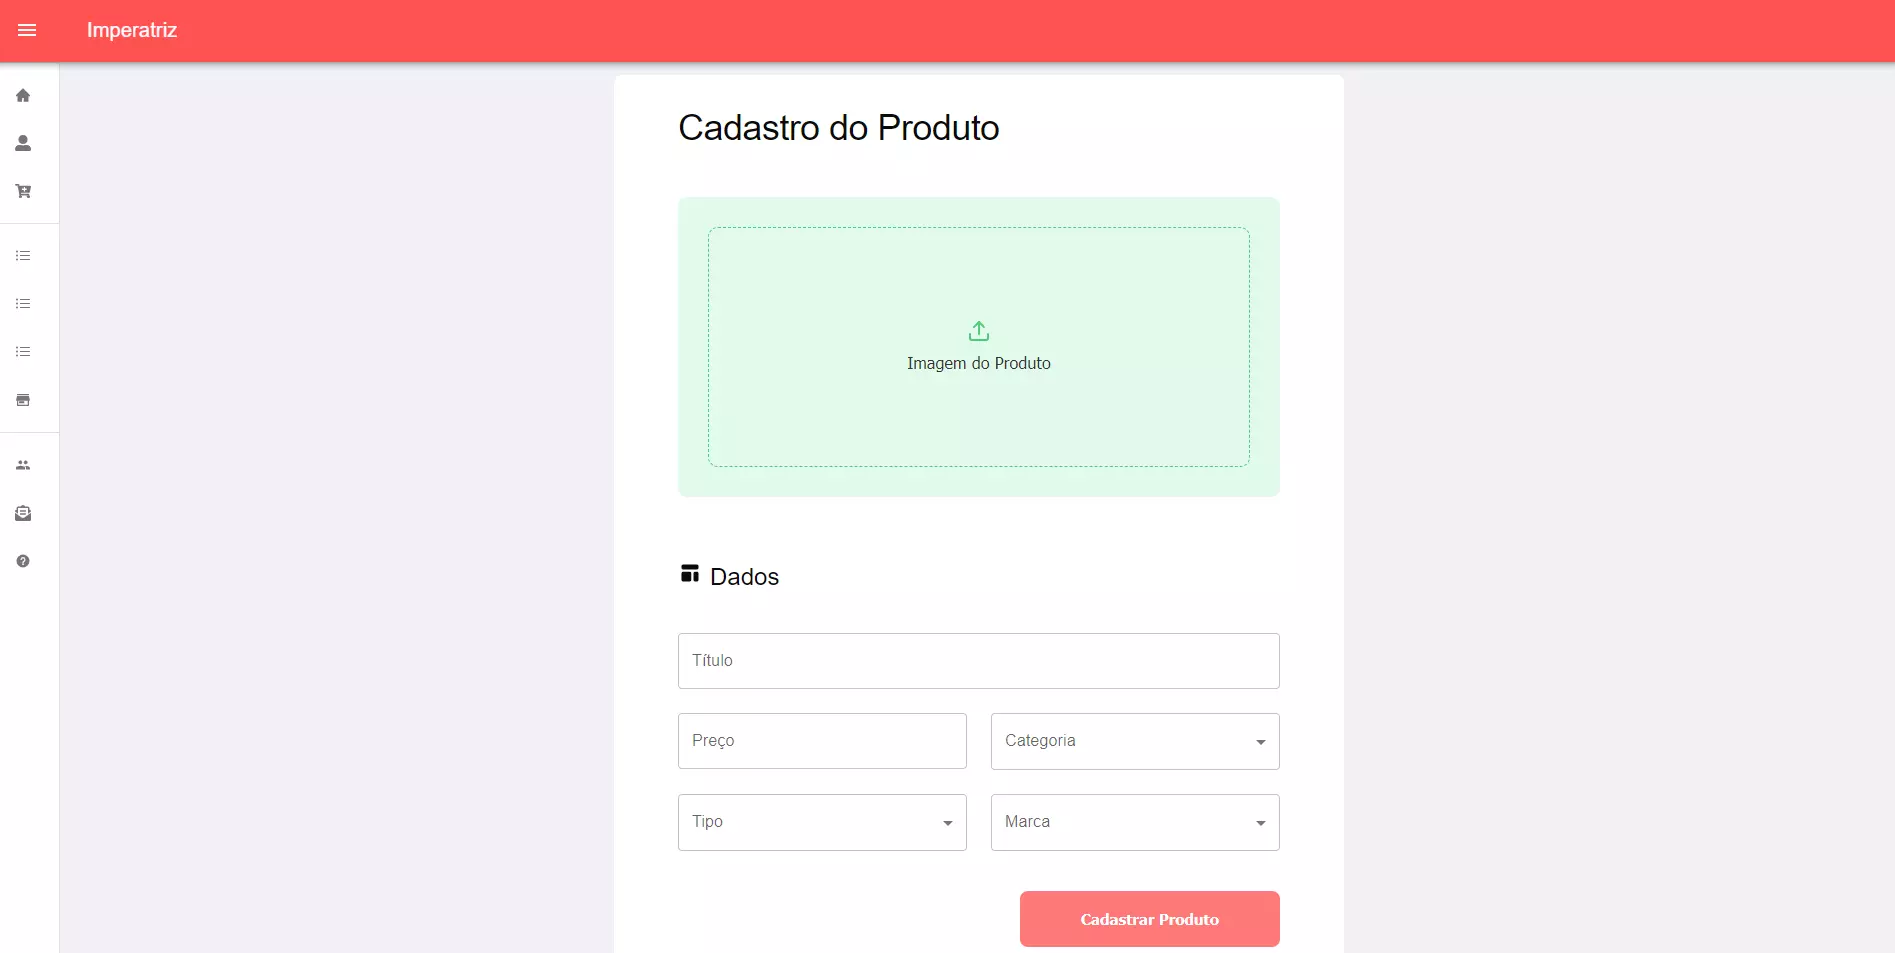 Imperatriz
Cadastro do Produto
Imagem do Produto
Dados
Título
Preço
Categoria
Tipo
Marca
Cadastrar Produto